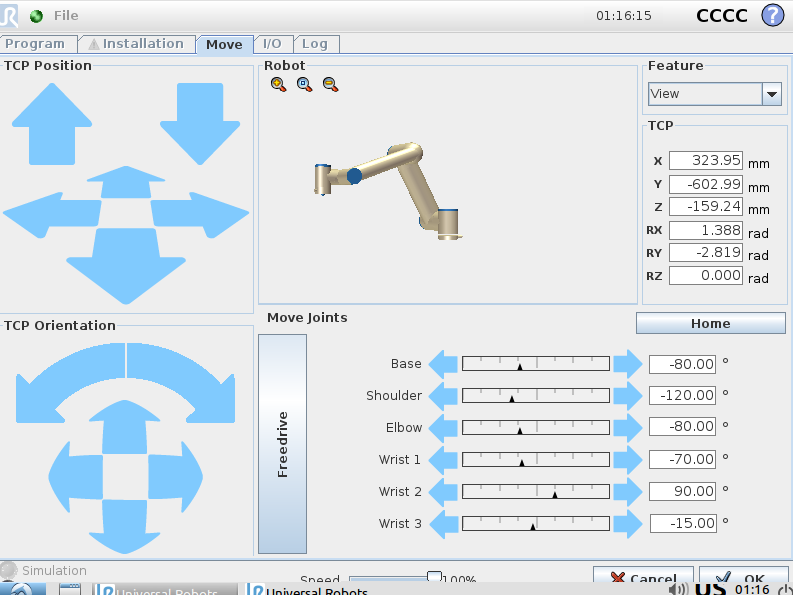 File
01:16:15
CCCC
?
Program
Installation
Move
I/O
Log
TCP Position
Robot
Feature
View
TCP
X 323.95 mm
Y -602.99 mm
Z -159.24 mm
RX 1.388 rad
RY -2.819 rad
RZ 0.000 rad
TCP Orientation
Move Joints
Home
Freedrive
Base -80.00 °
Shoulder -120.00 °
Elbow -80.00 °
Wrist 1 -70.00 °
Wrist 2 90.00 °
Wrist 3 -15.00 °
Simulation
Speed 100%
Cancel
OK
Universal Robots
Universal Robots
US 01:16